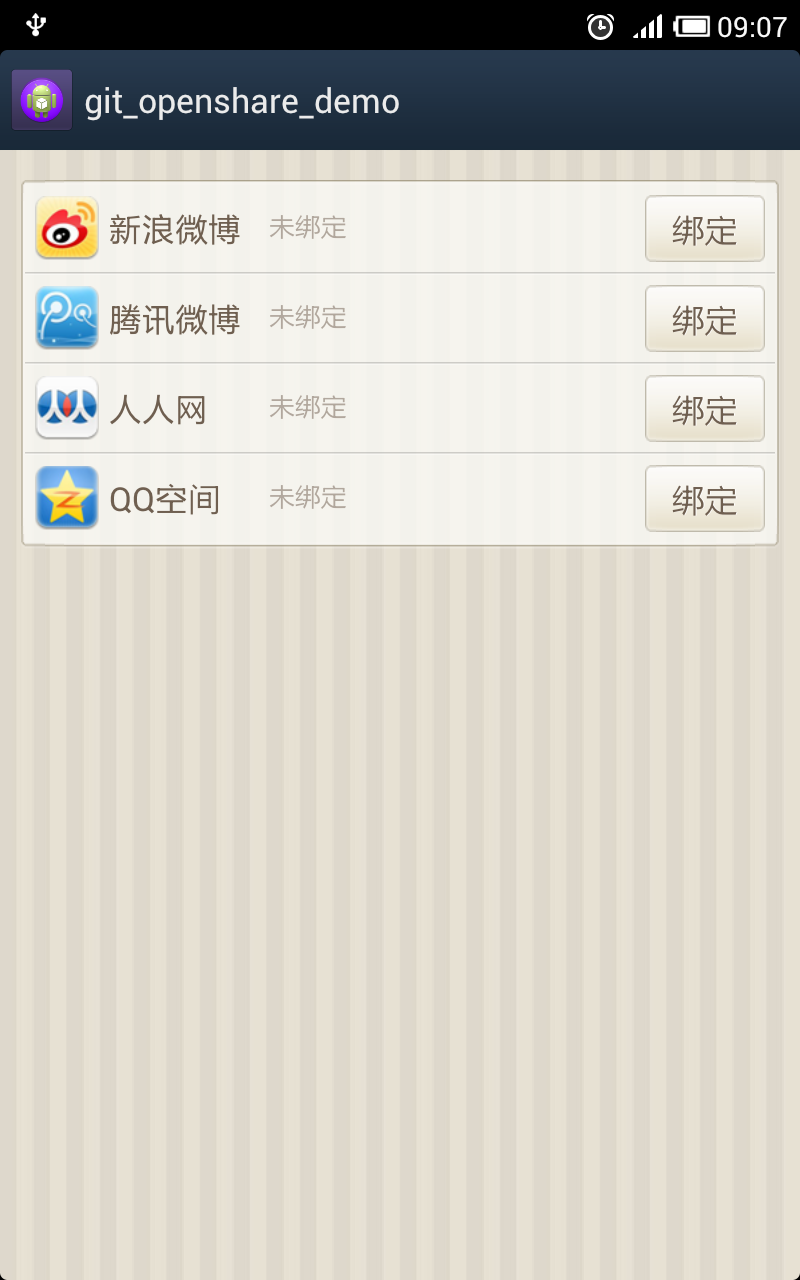 09:07
git_openshare_demo
新浪微博 未绑定 绑定
腾讯微博 未绑定 绑定
人人网 未绑定 绑定
QQ空间 未绑定 绑定